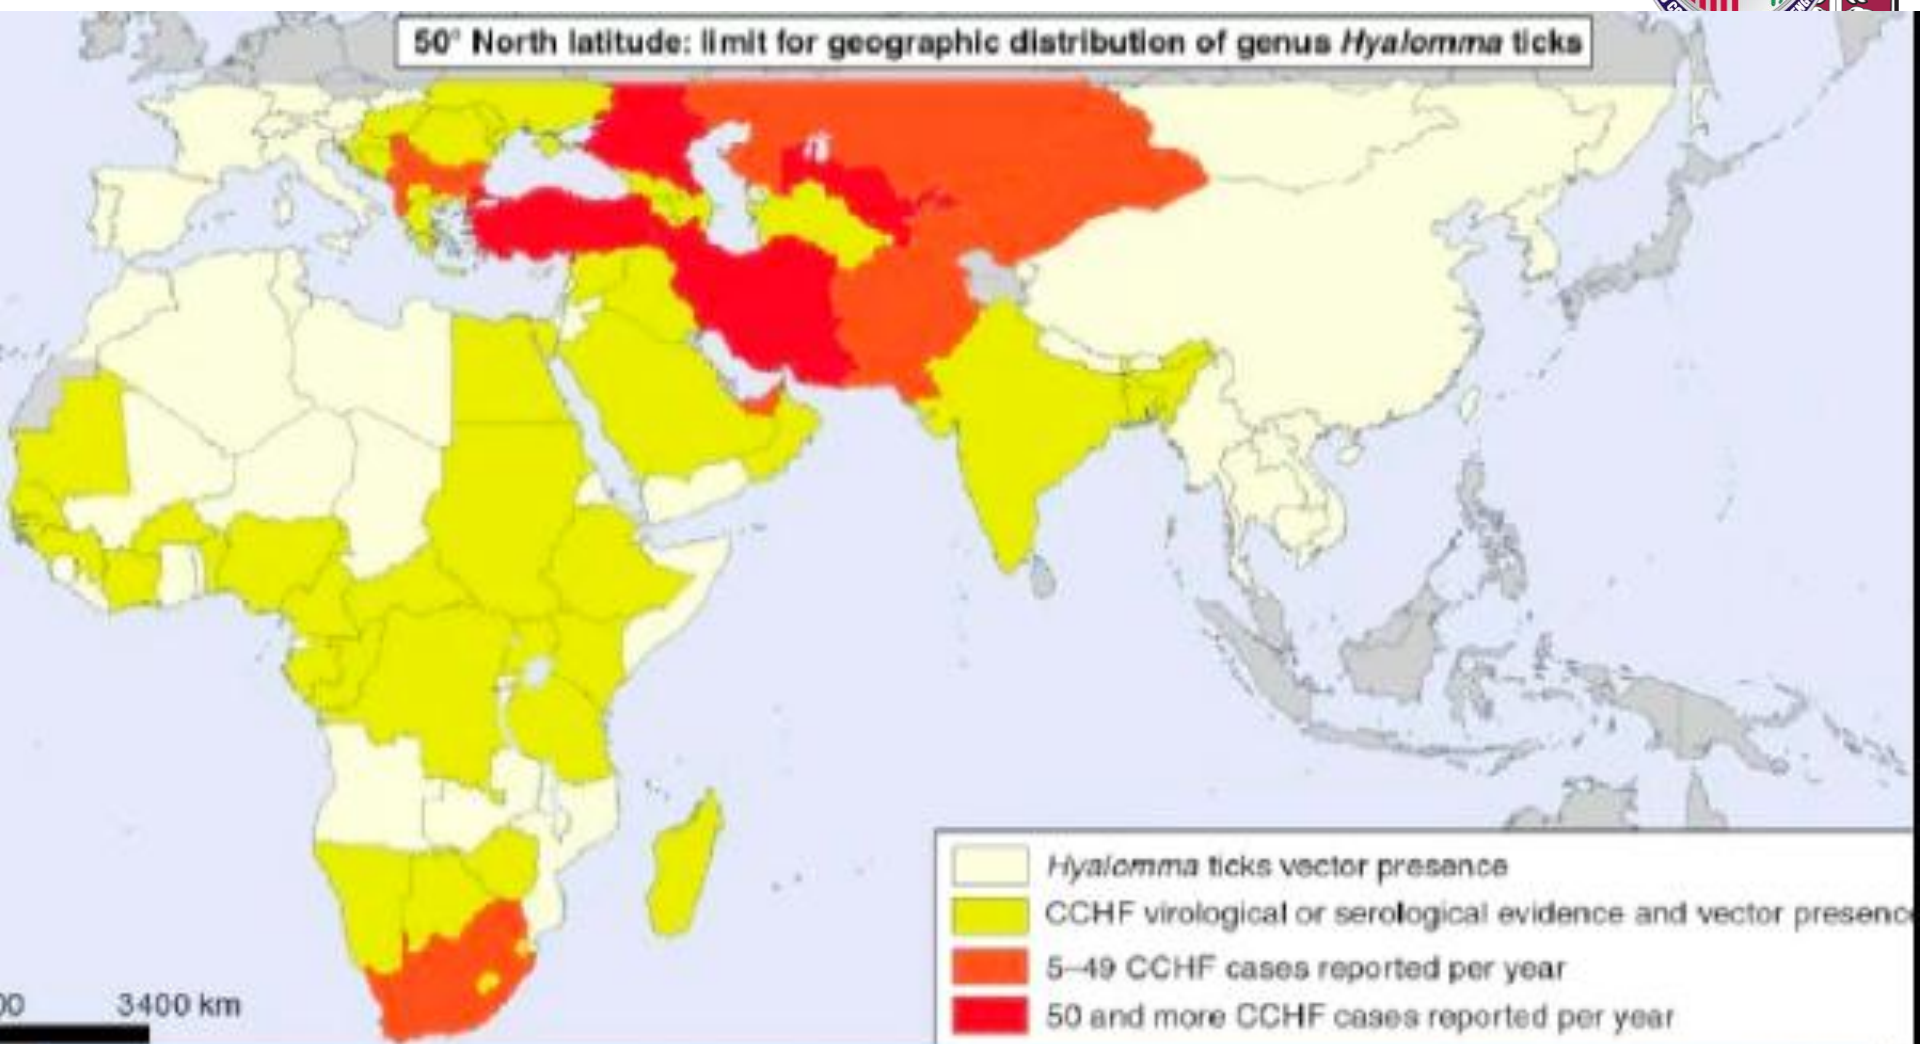 50° North latitude: limit for geographic distribution of genus Hyalomma ticks
Hyalomma ticks vector presence
CCHF virological or serological evidence and vector presence
5–49 CCHF cases reported per year
50 and more CCHF cases reported per year
00 3400 km